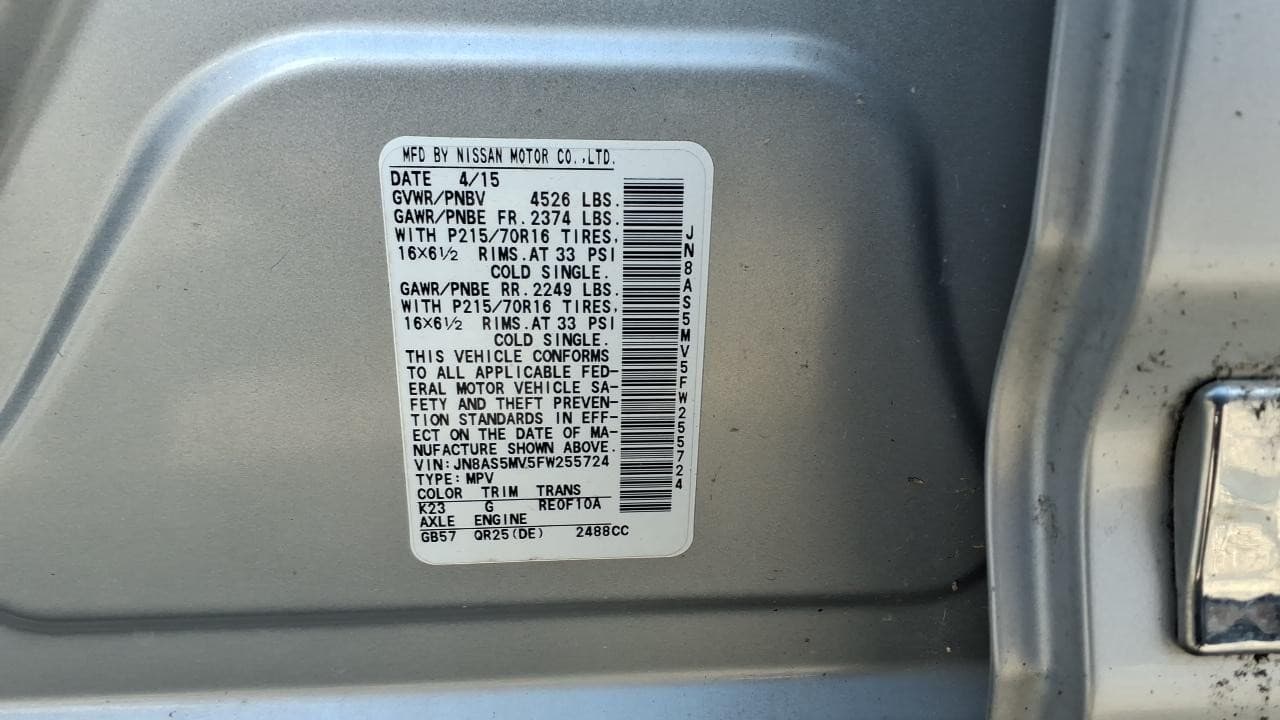 MFD BY NISSAN MOTOR CO.,LTD.
DATE 4/15
GVWR/PNBV 4526 LBS.
GAWR/PNBE FR. 2374 LBS.
WITH P215/70R16 TIRES,
16×6½ RIMS.AT 33 PSI
COLD SINGLE.
GAWR/PNBE RR. 2249 LBS.
WITH P215/70R16 TIRES,
16×6½ RIMS.AT 33 PSI
COLD SINGLE.
THIS VEHICLE CONFORMS
TO ALL APPLICABLE FED-
ERAL MOTOR VEHICLE SA-
FETY AND THEFT PREVEN-
TION STANDARDS IN EFF-
ECT ON THE DATE OF MA-
NUFACTURE SHOWN ABOVE.
VIN:JN8AS5MV5FW255724
TYPE:MPV
COLOR TRIM TRANS
K23 G RE0F10A
AXLE ENGINE
GB57 QR25(DE) 2488CC
JN8AS5MV5FW255724